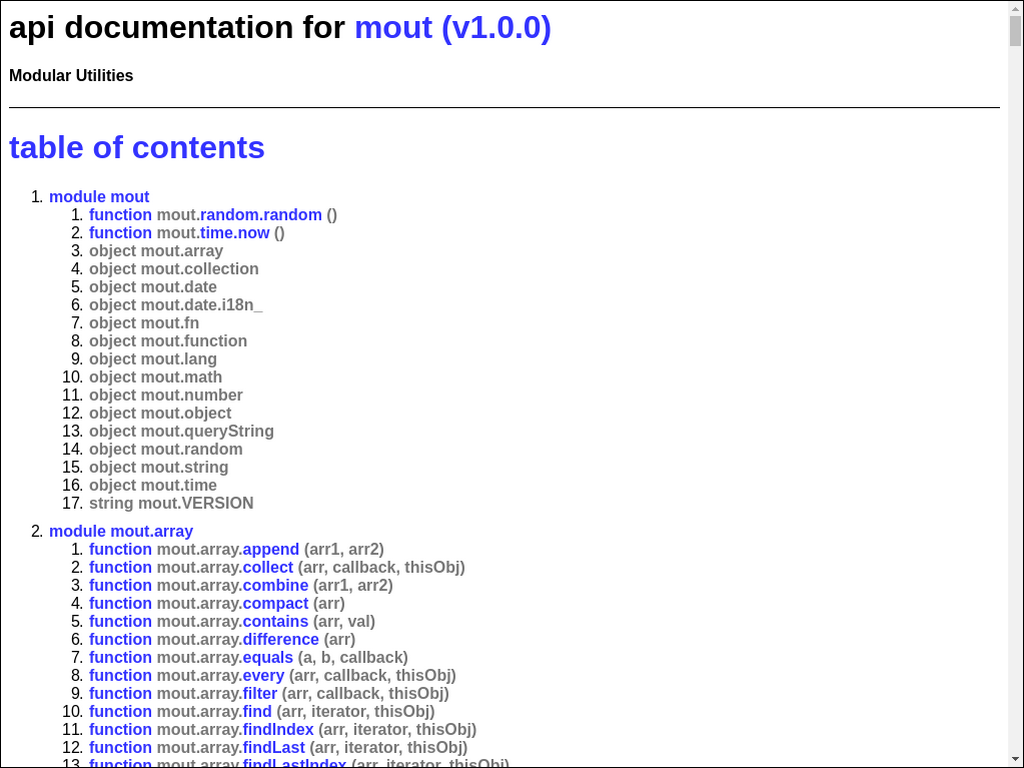 api documentation for mout (v1.0.0)
Modular Utilities
table of contents
1. module mout
1. function mout.random.random ()
2. function mout.time.now ()
3. object mout.array
4. object mout.collection
5. object mout.date
6. object mout.date.i18n_
7. object mout.fn
8. object mout.function
9. object mout.lang
10. object mout.math
11. object mout.number
12. object mout.object
13. object mout.queryString
14. object mout.random
15. object mout.string
16. object mout.time
17. string mout.VERSION
2. module mout.array
1. function mout.array.append (arr1, arr2)
2. function mout.array.collect (arr, callback, thisObj)
3. function mout.array.combine (arr1, arr2)
4. function mout.array.compact (arr)
5. function mout.array.contains (arr, val)
6. function mout.array.difference (arr)
7. function mout.array.equals (a, b, callback)
8. function mout.array.every (arr, callback, thisObj)
9. function mout.array.filter (arr, callback, thisObj)
10. function mout.array.find (arr, iterator, thisObj)
11. function mout.array.findIndex (arr, iterator, thisObj)
12. function mout.array.findLast (arr, iterator, thisObj)
13. function mout.array.findLastIndex (arr, iterator, thisObj)